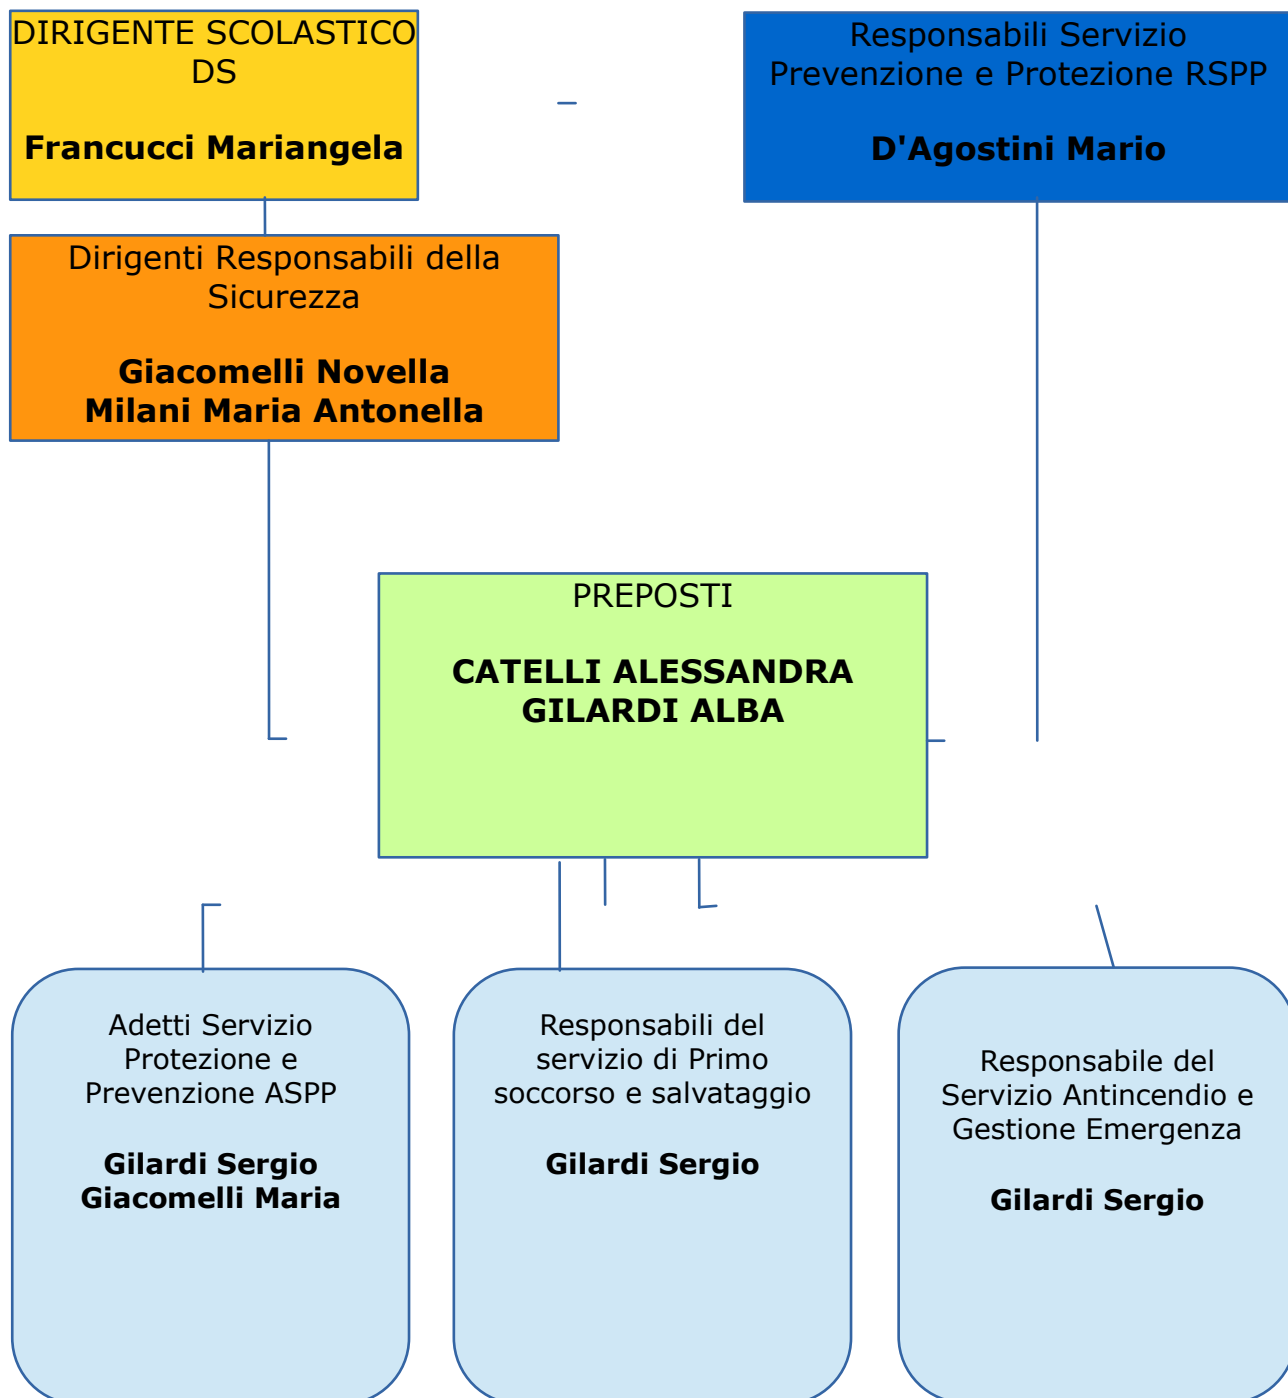 DIRIGENTE SCOLASTICO
DS
Francucci Mariangela
Responsabili Servizio
Prevenzione e Protezione RSPP
D'Agostini Mario
Dirigenti Responsabili della
Sicurezza
Giacomelli Novella
Milani Maria Antonella
PREPOSTI
CATELLI ALESSANDRA
GILARDI ALBA
Adetti Servizio
Protezione e
Prevenzione ASPP
Gilardi Sergio
Giacomelli Maria
Responsabili del
servizio di Primo
soccorso e salvataggio
Gilardi Sergio
Responsabile del
Servizio Antincendio e
Gestione Emergenza
Gilardi Sergio